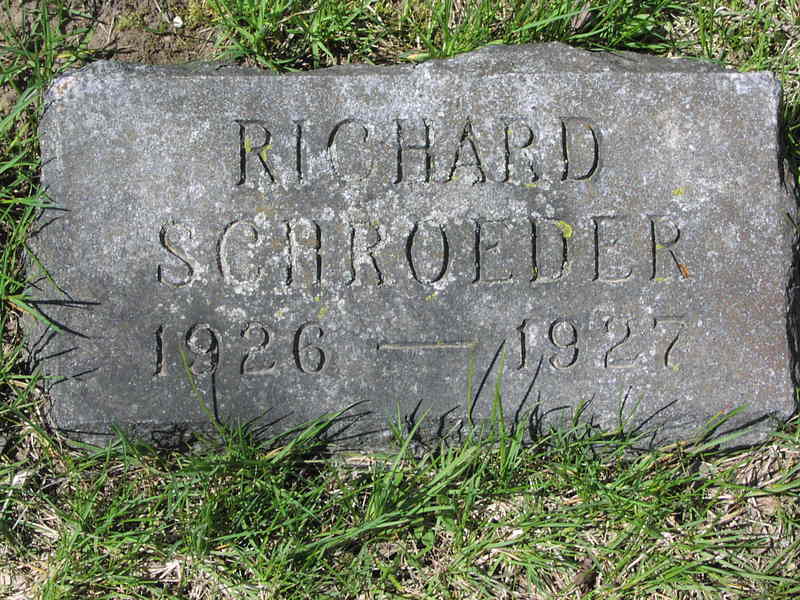 RICHARD
SCHROEDER
1926 — 1927